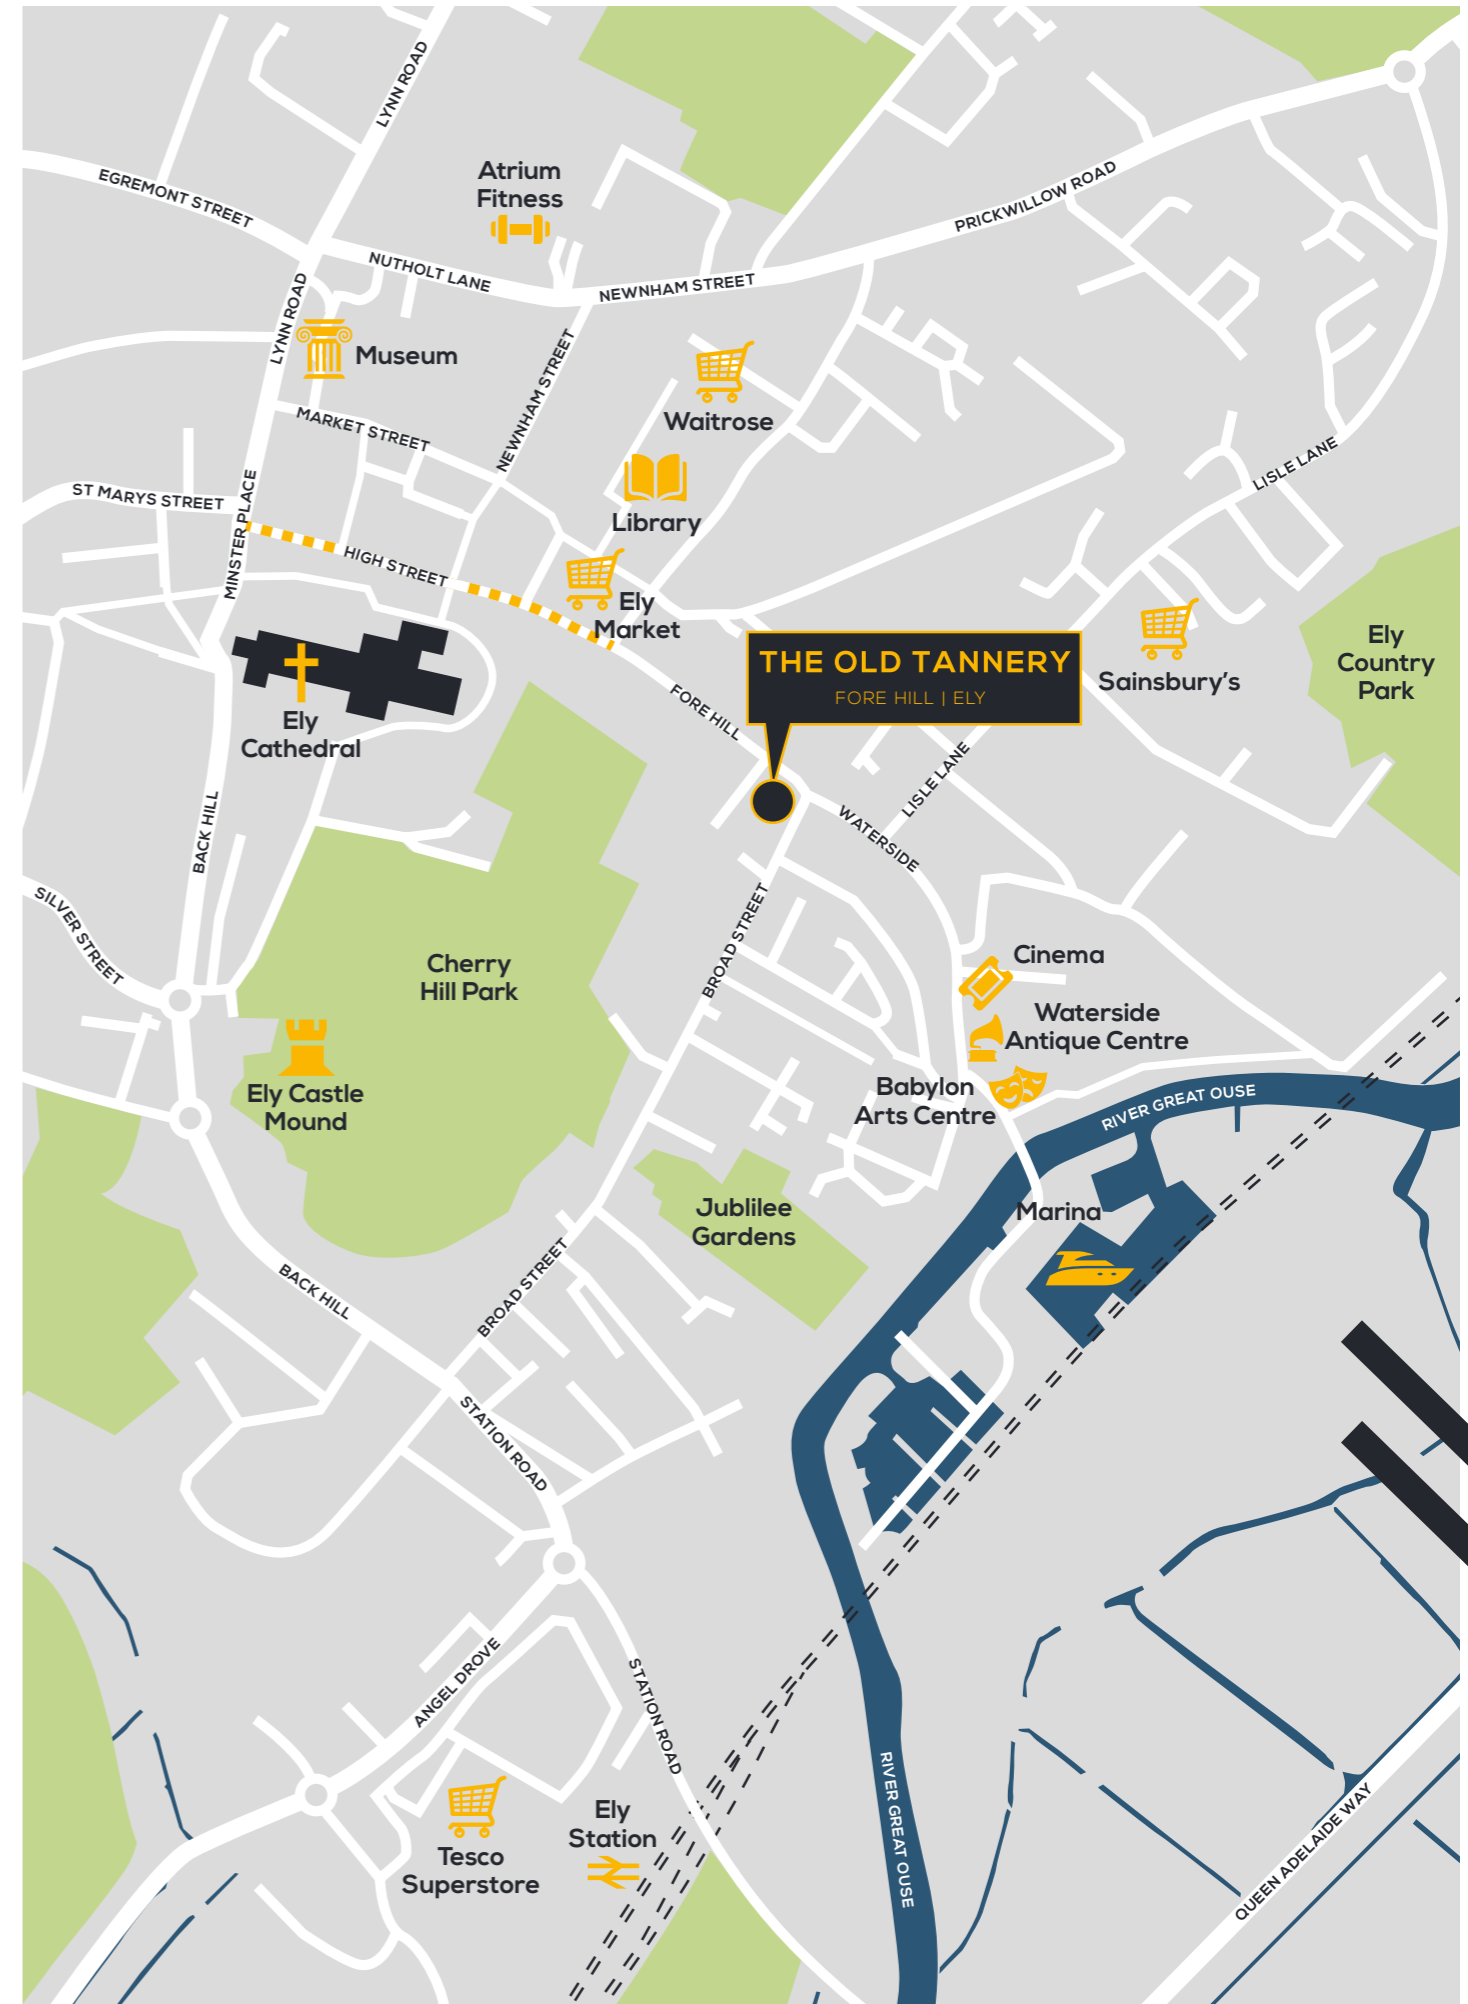 LYNN ROAD
Atrium
Fitness
EGREMONT STREET
PRICKWILLOW ROAD
NUTHOLT LANE
NEWNHAM STREET
LYNN ROAD
Museum
NEWNHAM STREET
Waitrose
MARKET STREET
LISLE LANE
ST MARYS STREET
MINSTER PLACE
Library
HIGH STREET
Ely
Market
THE OLD TANNERY
FORE HILL | ELY
Sainsbury's
Ely
Country
Park
FORE HILL
Ely
Cathedral
LISLE LANE
WATERSIDE
BACK HILL
SILVER STREET
BROAD STREET
Cherry
Hill Park
Cinema
Waterside
Antique Centre
Ely Castle
Mound
Babylon
Arts Centre
RIVER GREAT OUSE
Jublilee
Gardens
Marina
BACK HILL
BROAD STREET
STATION ROAD
ANGEL DROVE
STATION ROAD
RIVER GREAT OUSE
Ely
Station
Tesco
Superstore
QUEEN ADELAIDE WAY